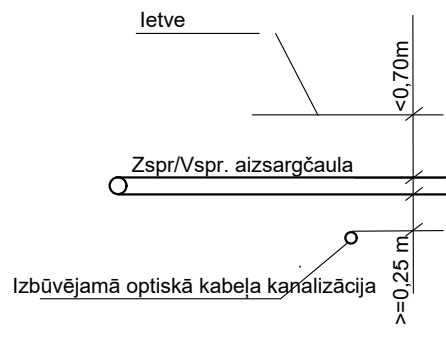 Ietve
<0,70m
Zspr/Vspr. aizsargčaula
Izbūvējamā optiskā kabeļa kanalizācija
>=0,25 m